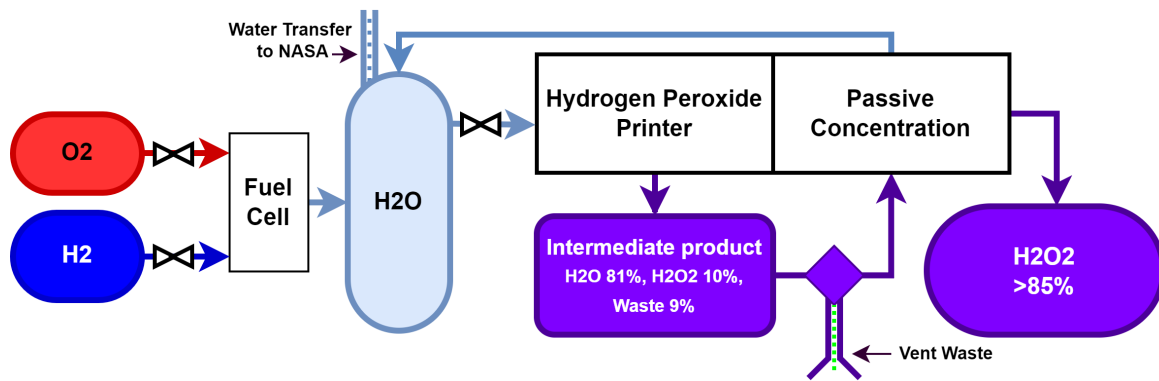 Water Transfer
to NASA
O2
H2
Fuel
Cell
H2O
Hydrogen Peroxide
Printer
Passive
Concentration
Intermediate product
H2O 81%, H2O2 10%,
Waste 9%
H2O2
>85%
Vent Waste